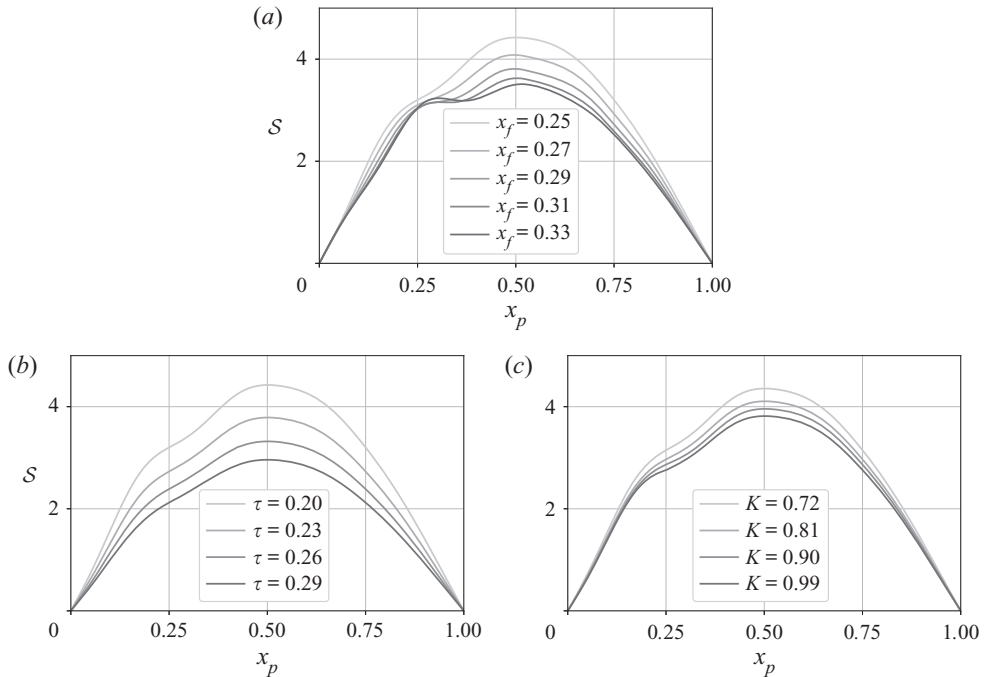 (a)
4
2
0
S
x_f = 0.25
x_f = 0.27
x_f = 0.29
x_f = 0.31
x_f = 0.33
0.25
0.50
0.75
1.00
x_p
(b)
4
2
0
S
τ = 0.20
τ = 0.23
τ = 0.26
τ = 0.29
0.25
0.50
0.75
1.00
x_p
(c)
4
2
0
K = 0.72
K = 0.81
K = 0.90
K = 0.99
0.25
0.50
0.75
1.00
x_p